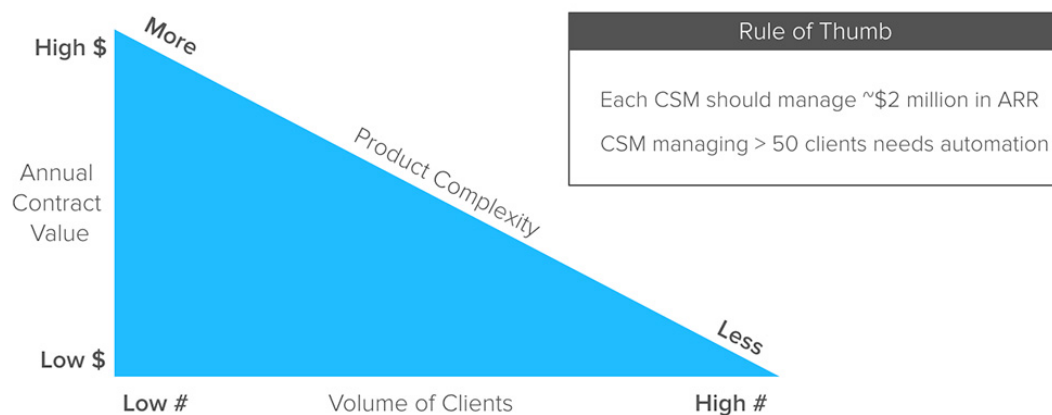 High $
More
Annual
Contract
Value
Product Complexity
Low $
Less
Low #
Volume of Clients
High #
Rule of Thumb
Each CSM should manage ~$2 million in ARR
CSM managing > 50 clients needs automation